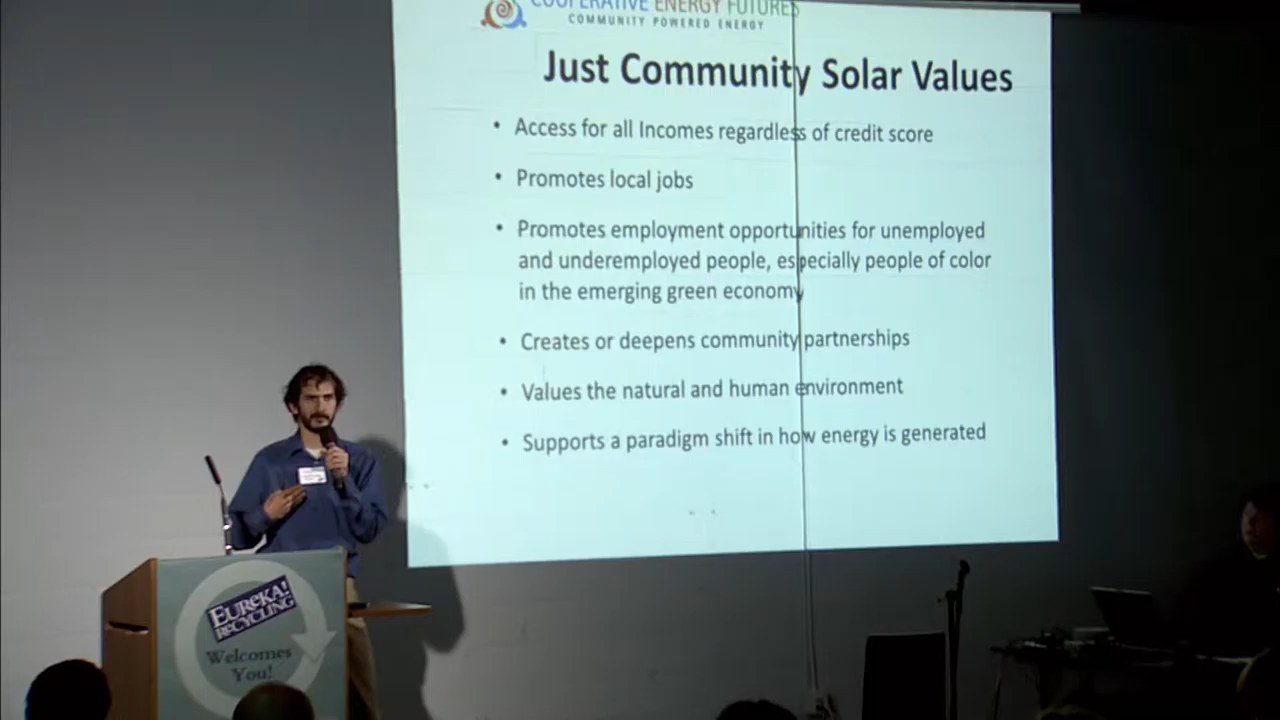 COOPERATIVE ENERGY FUTURES
COMMUNITY POWERED ENERGY
Just Community Solar Values
• Access for all Incomes regardless of credit score
• Promotes local jobs
• Promotes employment opportunities for unemployed
and underemployed people, especially people of color
in the emerging green economy
• Creates or deepens community partnerships
• Values the natural and human environment
• Supports a paradigm shift in how energy is generated
EUREKA!
RECYCLING
Welcomes
You!